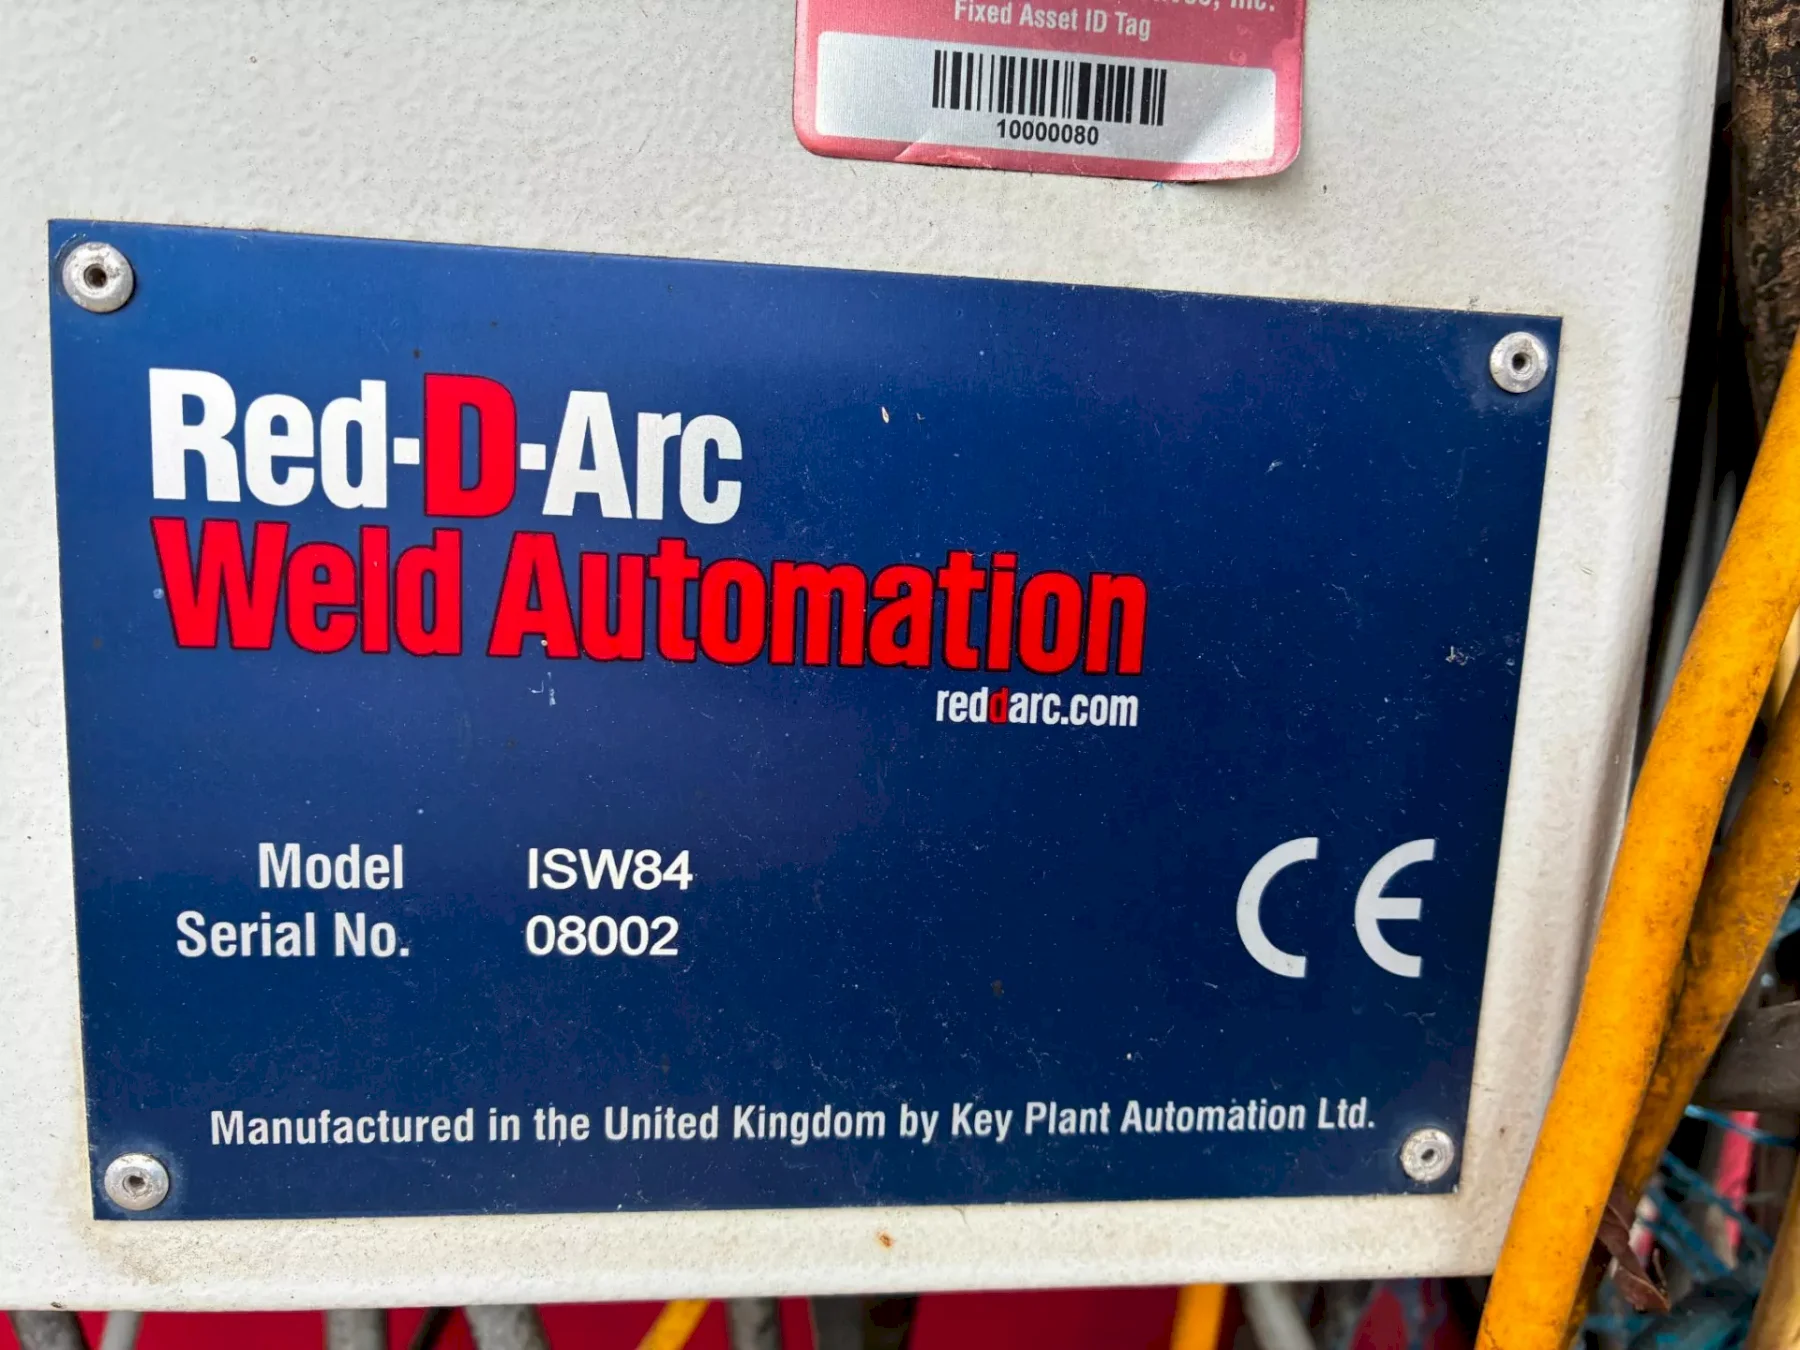 Inc.
Fixed Asset ID Tag
10000080
Red-D-Arc
Weld Automation
reddarc.com
Model ISW84
Serial No. 08002
CE
Manufactured in the United Kingdom by Key Plant Automation Ltd.